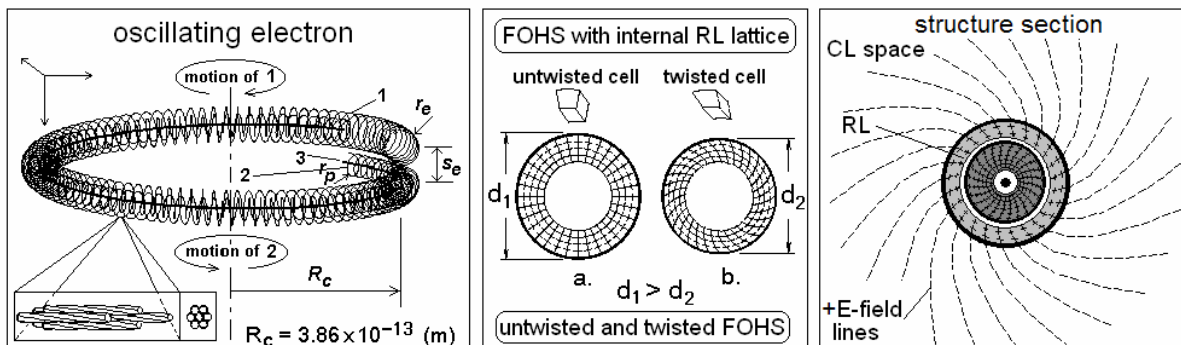 oscillating electron
motion of 1
1
r_e
3
r_p
2
s_e
motion of 2
R_c
R_c = 3.86×10^-13 (m)
FOHS with internal RL lattice
untwisted cell twisted cell
d_1 d_2
a. b.
d_1 > d_2
untwisted and twisted FOHS
structure section
CL space
RL
+E-field
lines